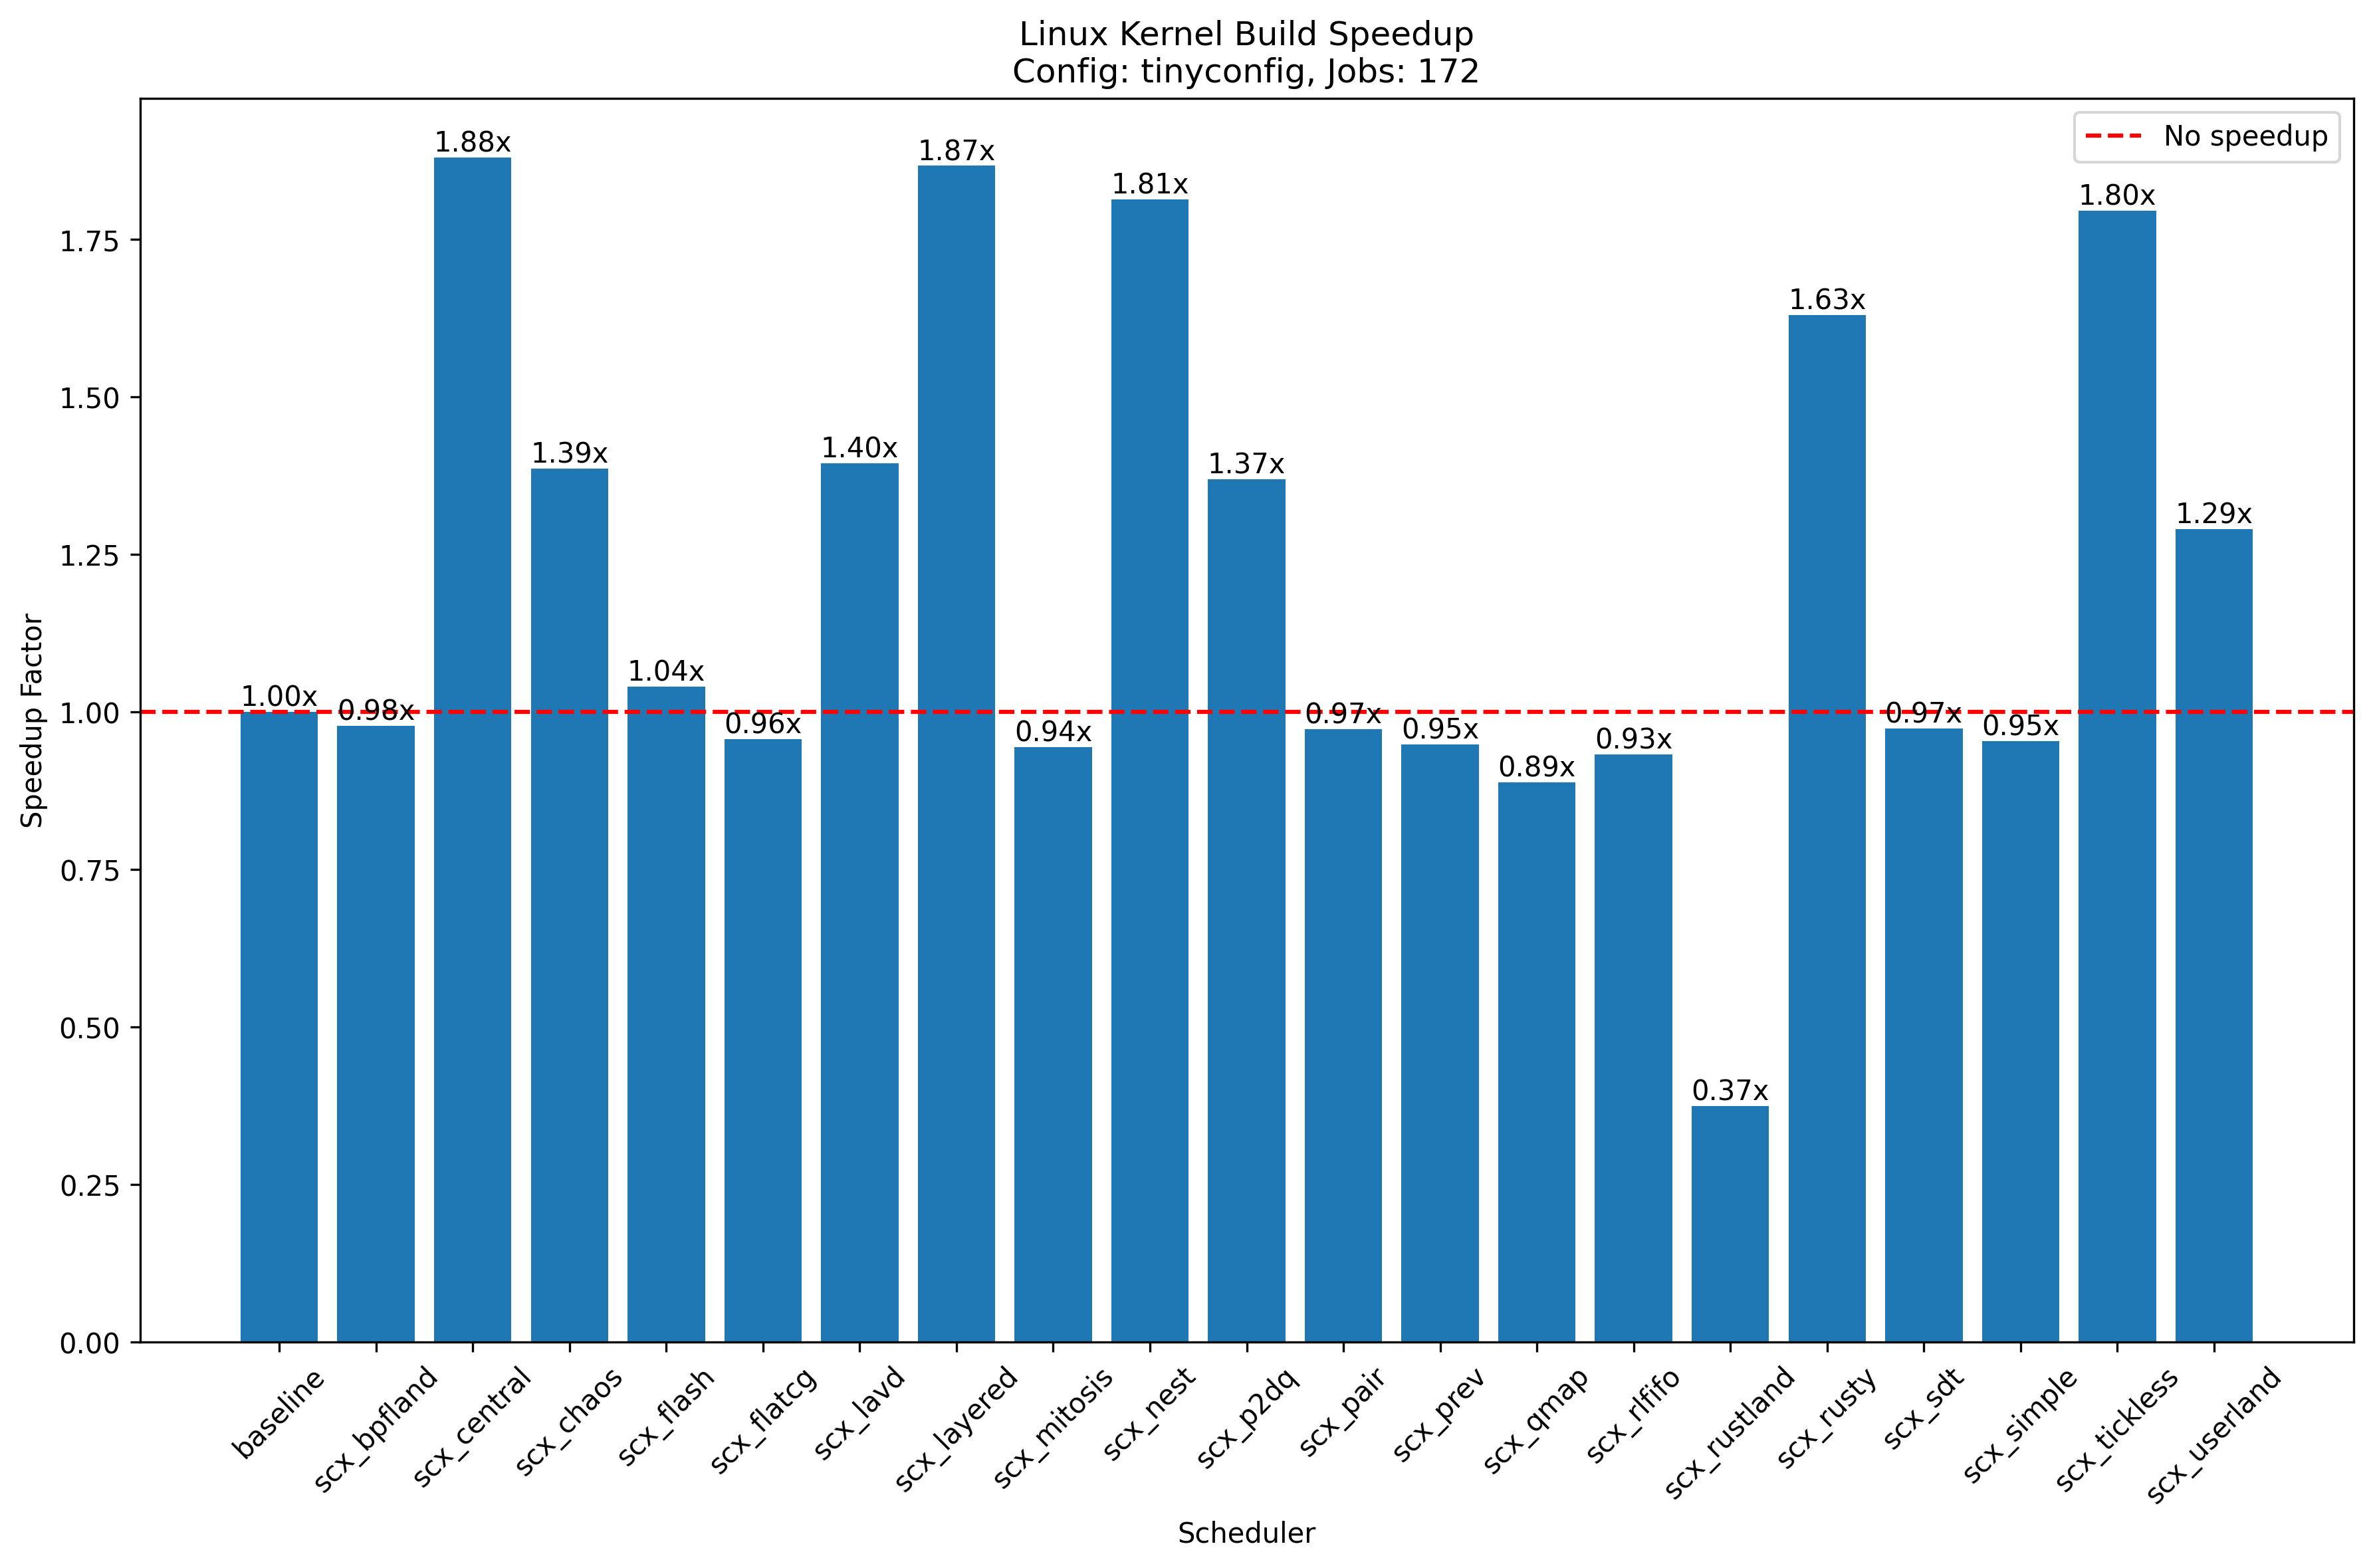 Linux Kernel Build Speedup
Config: tinyconfig, Jobs: 172
No speedup
Speedup Factor
1.75
1.50
1.25
1.00
0.75
0.50
0.25
0.00
1.00x
0.98x
1.88x
1.39x
1.04x
0.96x
1.40x
1.87x
0.94x
1.81x
1.37x
0.97x
0.95x
0.89x
0.93x
0.37x
1.63x
0.97x
0.95x
1.80x
1.29x
baseline
scx_bpfland
scx_central
scx_chaos
scx_flash
scx_flatcg
scx_lavd
scx_layered
scx_mitosis
scx_nest
scx_p2dq
scx_pair
scx_prev
scx_qmap
scx_rlfifo
scx_rustland
scx_rusty
scx_sdt
scx_simple
scx_tickless
scx_userland
Scheduler